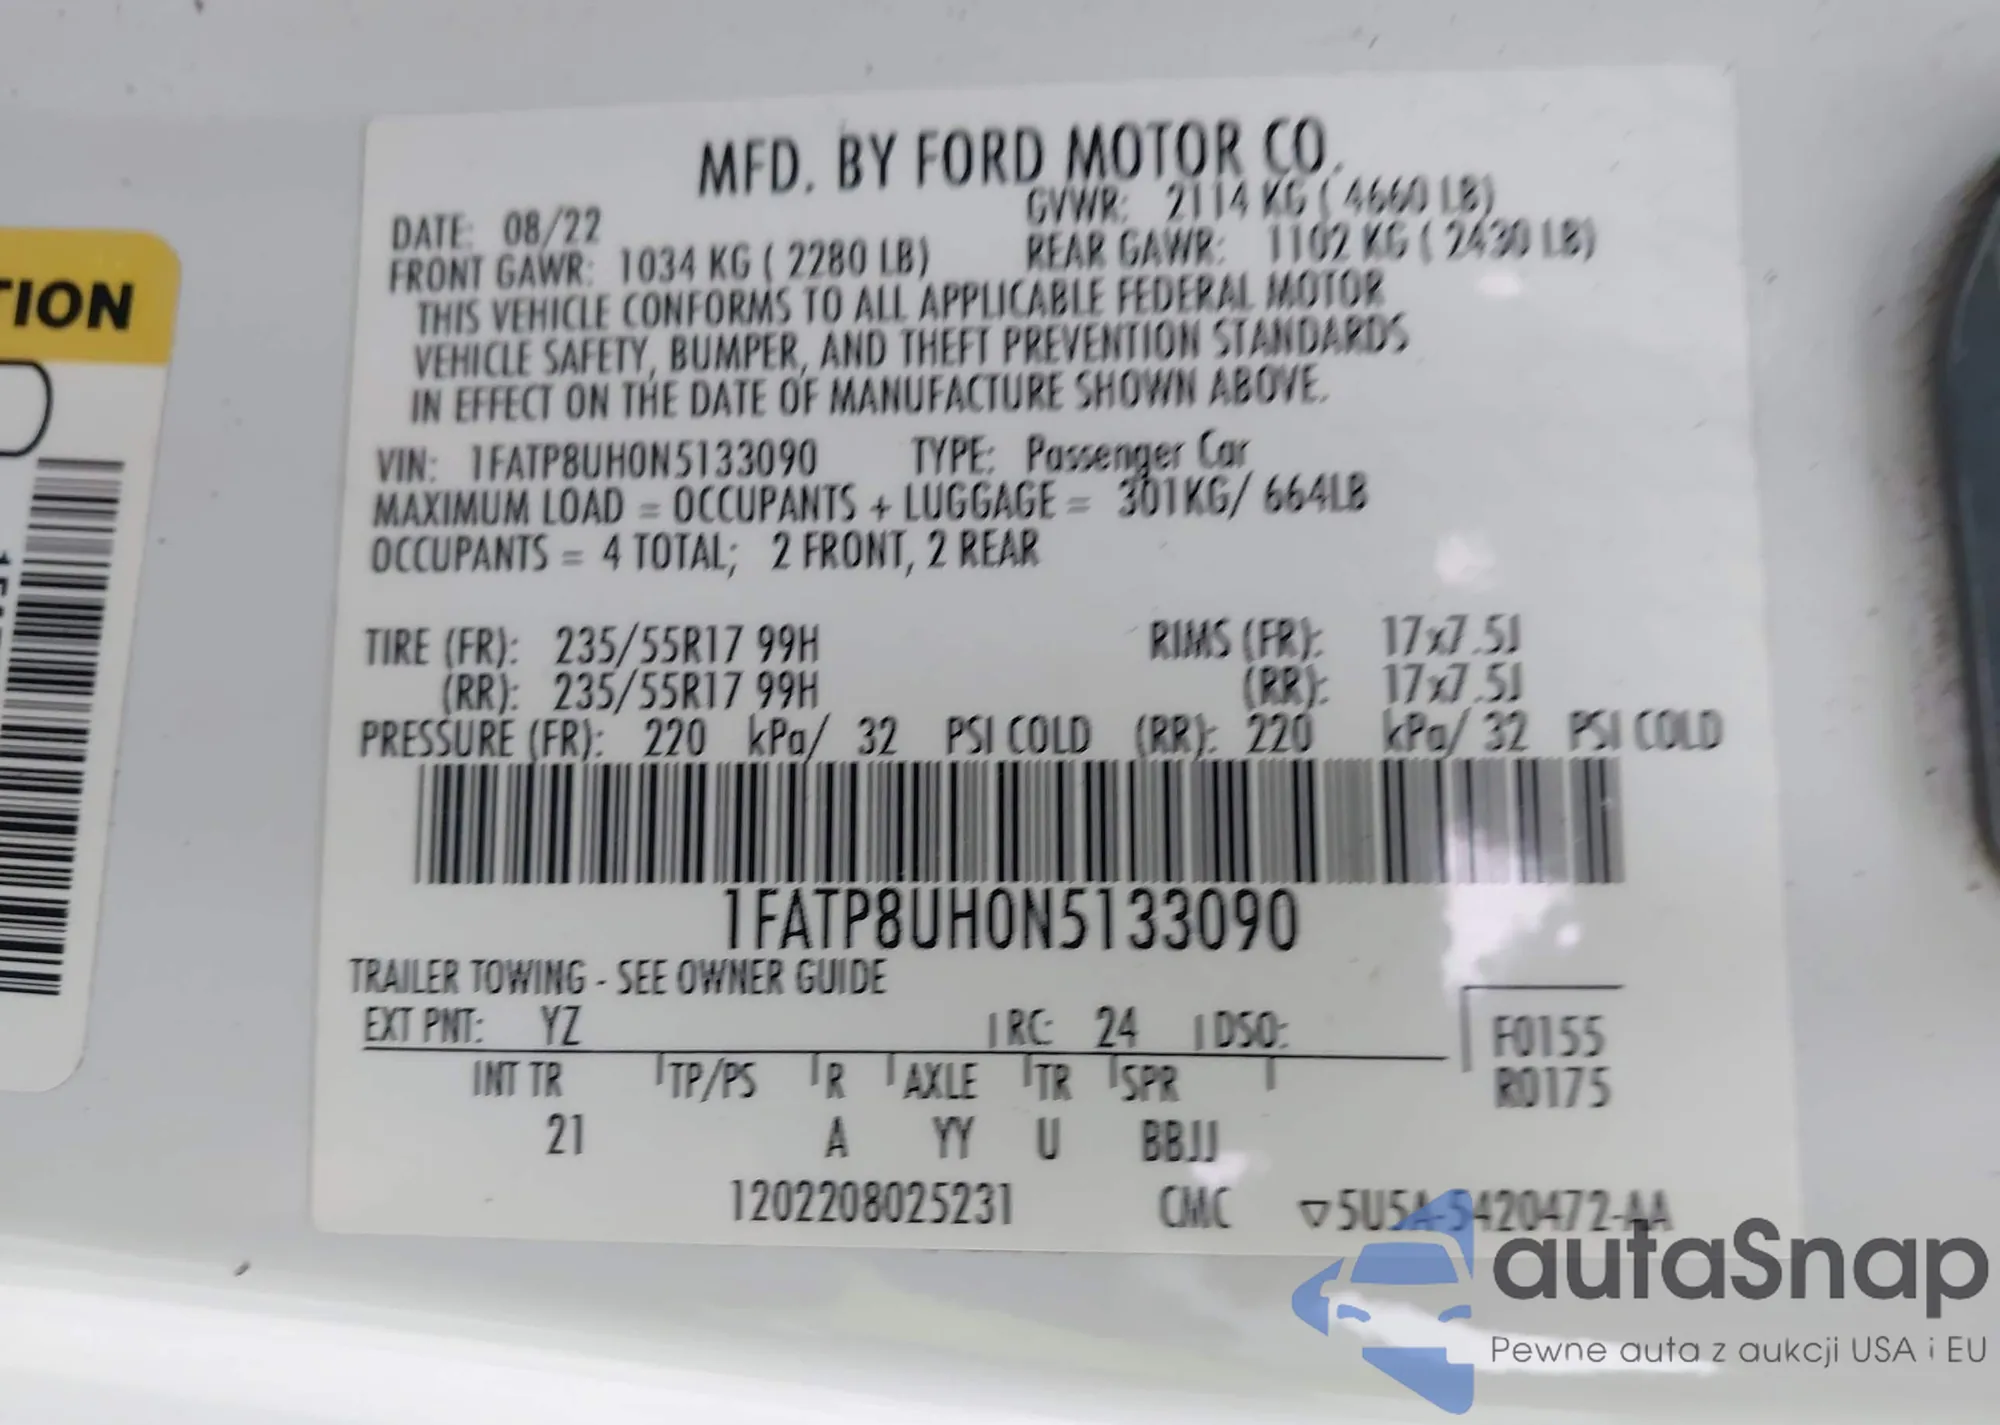 MFD. BY FORD MOTOR CO.
DATE: 08/22 GVWR: 2114 KG ( 4660 LB)
FRONT GAWR: 1034 KG ( 2280 LB) REAR GAWR: 1102 KG ( 2430 LB)
THIS VEHICLE CONFORMS TO ALL APPLICABLE FEDERAL MOTOR
VEHICLE SAFETY, BUMPER, AND THEFT PREVENTION STANDARDS
IN EFFECT ON THE DATE OF MANUFACTURE SHOWN ABOVE.
VIN: 1FATP8UH0N5133090 TYPE: Passenger Car
MAXIMUM LOAD = OCCUPANTS + LUGGAGE = 301KG/ 664LB
OCCUPANTS = 4 TOTAL; 2 FRONT, 2 REAR
TIRE (FR): 235/55R17 99H RIMS (FR): 17x7.5J
(RR): 235/55R17 99H (RR): 17x7.5J
PRESSURE (FR): 220 kPa/ 32 PSI COLD (RR): 220 kPa/ 32 PSI COLD
1FATP8UH0N5133090
TRAILER TOWING - SEE OWNER GUIDE
EXT PNT: YZ RC: 24 DSO: F0155
R0175
INT TR TP/PS R AXLE TR SPR
21 A YY U BBJJ
1202208025231 CMC ▽5U5A-5420472-AA
TION
autaSnap
Pewne auta z aukcji USA i EU